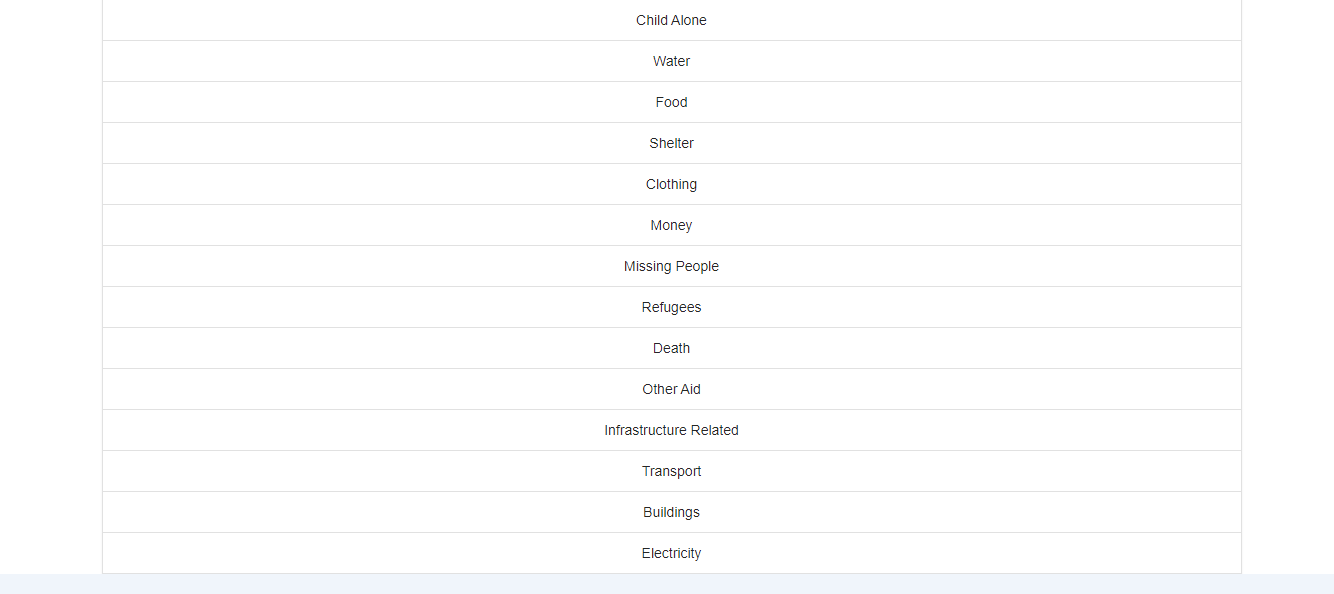 Child Alone
Water
Food
Shelter
Clothing
Money
Missing People
Refugees
Death
Other Aid
Infrastructure Related
Transport
Buildings
Electricity